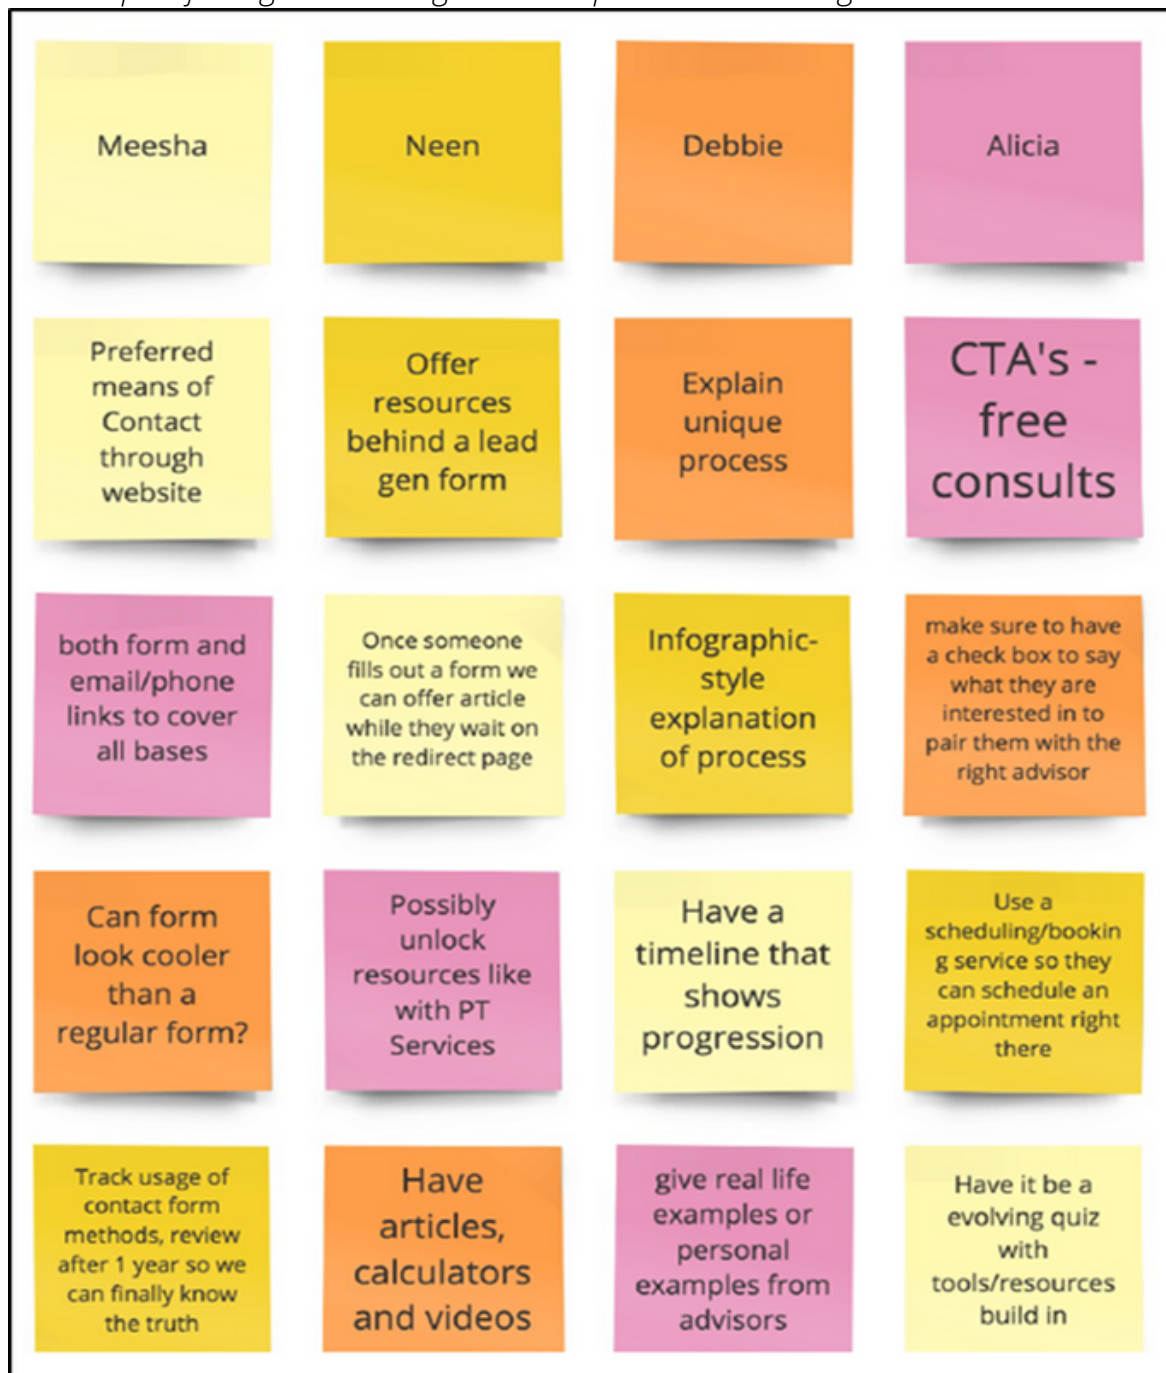 Meesha
Neen
Debbie
Alicia
Preferred
means of
Contact
through
website
Offer
resources
behind a lead
gen form
Explain
unique
process
CTA's -
free
consults
both form and
email/phone
links to cover
all bases
Once someone
fills out a form we
can offer article
while they wait on
the redirect page
Infographic-
style
explanation
of process
make sure to have
a check box to say
what they are
interested in to
pair them with the
right advisor
Can form
look cooler
than a
regular form?
Possibly
unlock
resources like
with PT
Services
Have a
timeline that
shows
progression
Use a
scheduling/bookin
g service so they
can schedule an
appointment right
there
Track usage of
contact form
methods, review
after 1 year so we
can finally know
the truth
Have
articles,
calculators
and videos
give real life
examples or
personal
examples from
advisors
Have it be a
evolving quiz
with
tools/resources
build in